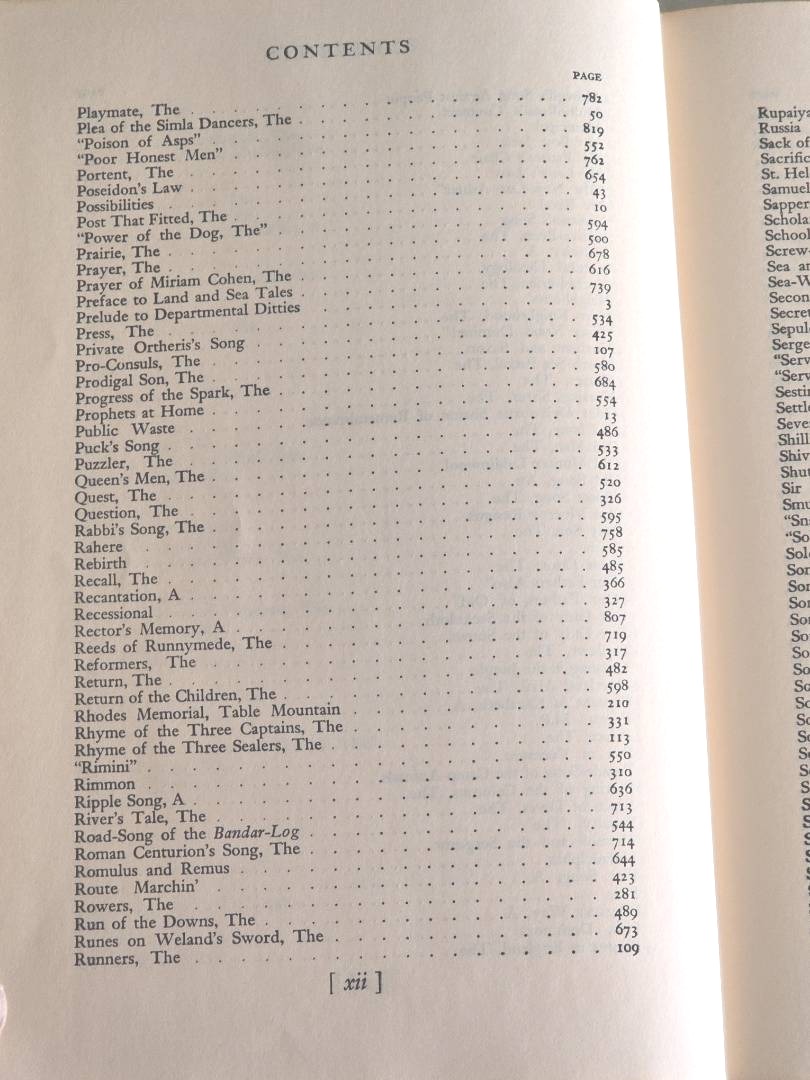 CONTENTS
PAGE
Playmate, The . . . . . . . . . . . . . 782
Plea of the Simla Dancers, The . . . . . . . . . . 50
"Poison of Asps" . . . . . . . . . . . . 819
"Poor Honest Men" . . . . . . . . . . . . 552
Portent, The . . . . . . . . . . . . . 762
Poseidon's Law . . . . . . . . . . . . . 654
Possibilities . . . . . . . . . . . . . 43
Post That Fitted, The . . . . . . . . . . . . 10
"Power of the Dog, The" . . . . . . . . . . . 594
Prairie, The . . . . . . . . . . . . . 500
Prayer, The . . . . . . . . . . . . . 678
Prayer of Miriam Cohen, The . . . . . . . . . . 616
Preface to Land and Sea Tales . . . . . . . . . . 739
Prelude to Departmental Ditties . . . . . . . . . . 3
Press, The . . . . . . . . . . . . . 534
Private Ortheris's Song . . . . . . . . . . . 425
Pro-Consuls, The . . . . . . . . . . . . 107
Prodigal Son, The . . . . . . . . . . . . 580
Progress of the Spark, The . . . . . . . . . . 684
Prophets at Home . . . . . . . . . . . . 554
Public Waste . . . . . . . . . . . . . 13
Puck's Song . . . . . . . . . . . . . 486
Puzzler, The . . . . . . . . . . . . . 533
Queen's Men, The . . . . . . . . . . . . 612
Quest, The . . . . . . . . . . . . . 520
Question, The . . . . . . . . . . . . . 326
Rabbi's Song, The . . . . . . . . . . . . 595
Rahere . . . . . . . . . . . . . . 758
Rebirth . . . . . . . . . . . . . . 585
Recall, The . . . . . . . . . . . . . 485
Recantation, A . . . . . . . . . . . . . 366
Recessional . . . . . . . . . . . . . 327
Rector's Memory, A . . . . . . . . . . . . 807
Reeds of Runnymede, The . . . . . . . . . . . 719
Reformers, The . . . . . . . . . . . . . 317
Return, The . . . . . . . . . . . . . 482
Return of the Children, The . . . . . . . . . . 598
Rhodes Memorial, Table Mountain . . . . . . . . . 210
Rhyme of the Three Captains, The . . . . . . . . . 331
Rhyme of the Three Sealers, The . . . . . . . . . 113
"Rimini" . . . . . . . . . . . . . . 550
Rimmon . . . . . . . . . . . . . . 310
Ripple Song, A . . . . . . . . . . . . . 636
River's Tale, The . . . . . . . . . . . . 713
Road-Song of the Bandar-Log . . . . . . . . . . 544
Roman Centurion's Song, The . . . . . . . . . . 714
Romulus and Remus . . . . . . . . . . . . 644
Route Marchin' . . . . . . . . . . . . . 423
Rowers, The . . . . . . . . . . . . . 281
Run of the Downs, The . . . . . . . . . . . 489
Runes on Weland's Sword, The . . . . . . . . . . 673
Runners, The . . . . . . . . . . . . . 109
[ xii ]
Russia
Sack of
St.
Sea
Sir